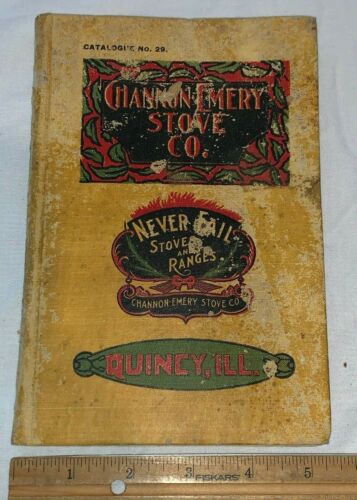 CATALOGUE No. 29.
CHANNON-EMERY
STOVE
CO.
NEVER FAIL
STOVES
AND
RANGES
CHANNON-EMERY STOVE CO
QUINCY, ILL.
1 2 3 4 5
FISKARS